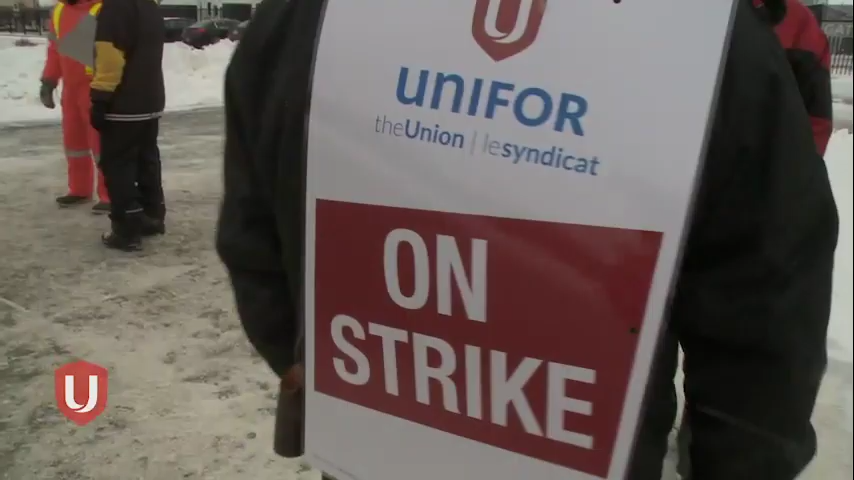 U
UNIFOR
theUnion | lesyndicat
ON
STRIKE
U